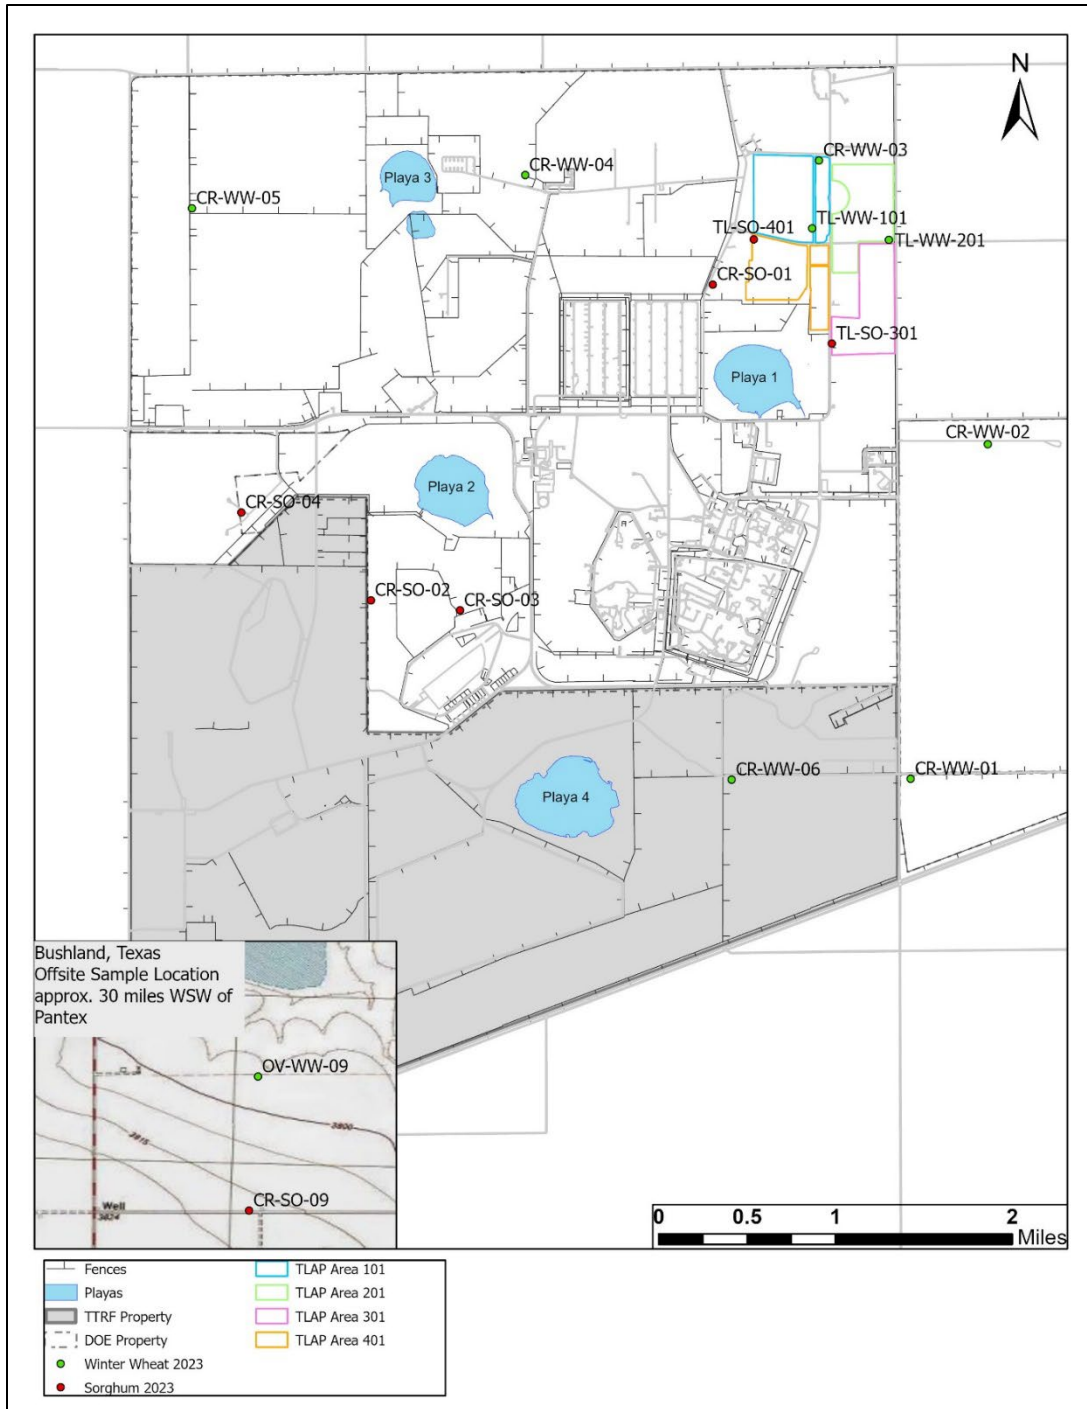 N
CR-WW-03
CR-WW-04
Playa 3
CR-WW-05
TL-WW-101
TL-SO-401
TL-WW-201
CR-SO-01
TL-SO-301
Playa 1
CR-WW-02
Playa 2
CR-SO-04
CR-SO-02
CR-SO-03
CR-WW-06
CR-WW-01
Playa 4
Bushland, Texas
Offsite Sample Location
approx. 30 miles WSW of
Pantex
OV-WW-09
3800
3815
CR-SO-09
Well
3824
0 0.5 1 2
Miles
Fences
Playas
TTRF Property
DOE Property
Winter Wheat 2023
Sorghum 2023
TLAP Area 101
TLAP Area 201
TLAP Area 301
TLAP Area 401